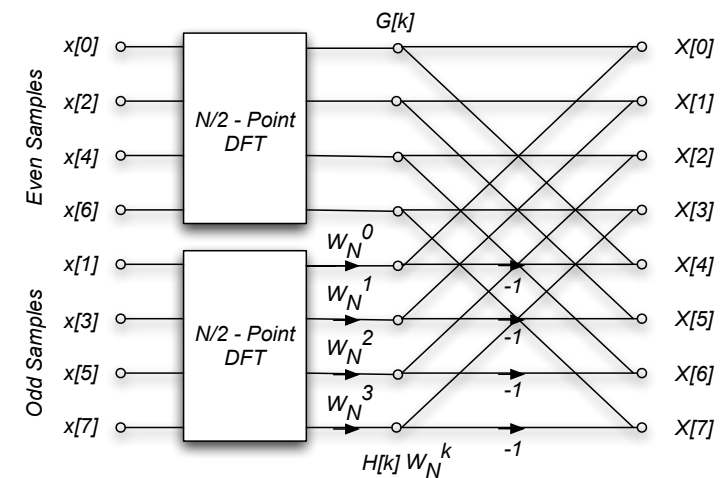 G[k]
x[0]
X[0]
x[2]
X[1]
x[4]
X[2]
x[6]
X[3]
Even Samples
N/2 - Point
DFT
x[1]
W_N^0
-1
X[4]
x[3]
W_N^1
-1
X[5]
x[5]
W_N^2
-1
X[6]
x[7]
W_N^3
-1
X[7]
Odd Samples
N/2 - Point
DFT
H[k] W_N^k